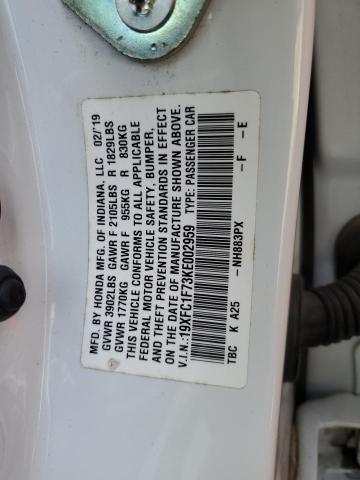 MFD. BY HONDA MFG. OF INDIANA, LLC 02/'19
GVWR 3902LBS GAWR F 2105LBS R 1829LBS
GVWR 1770KG GAWR F 955KG R 830KG
THIS VEHICLE CONFORMS TO ALL APPLICABLE
FEDERAL MOTOR VEHICLE SAFETY, BUMPER,
AND THEFT PREVENTION STANDARDS IN EFFECT
ON THE DATE OF MANUFACTURE SHOWN ABOVE.
V.I.N.:19XFC1F73KE002959 TYPE: PASSENGER CAR
TBC K A25 -NH883PX -F -E